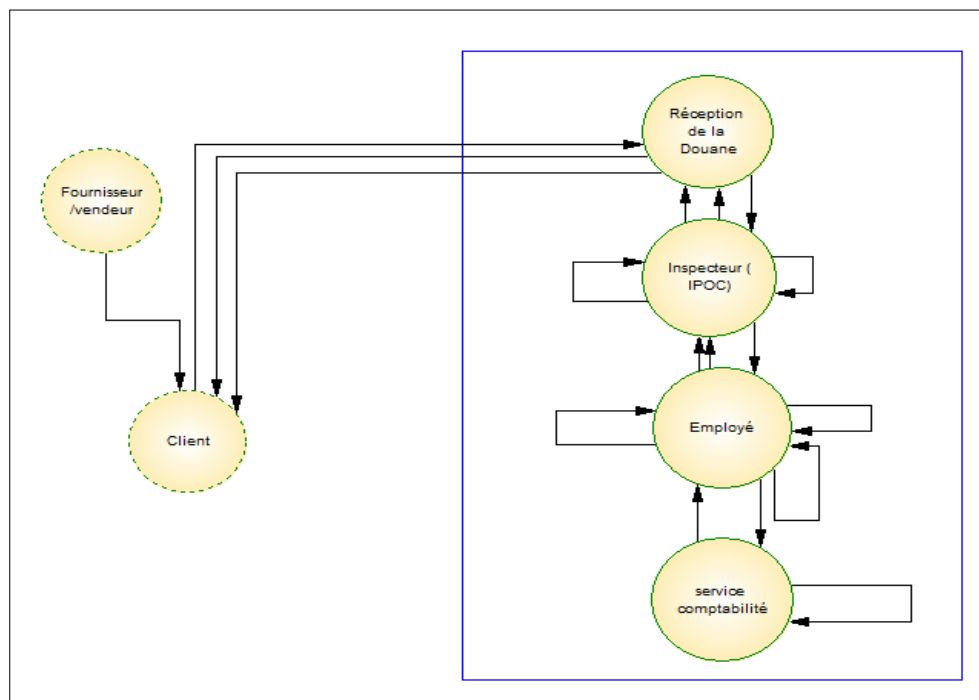 Réception
de la
Douane
Fournisseur
/vendeur
Inspecteur (
IPOC)
Client
Employé
service
comptabilité